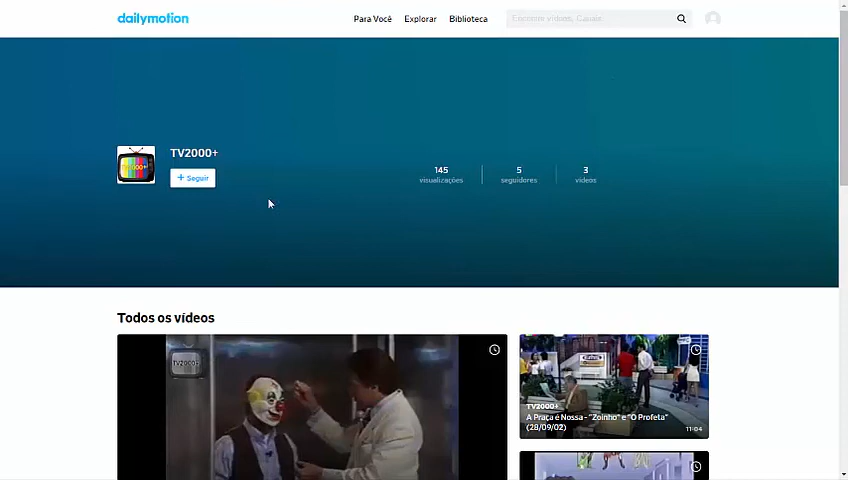 dailymotion
Para Você Explorar Biblioteca Encontre vídeos, Canais
TV2000+
+ Seguir
145 5 3
visualizações seguidores vídeos
Todos os vídeos
TV2000+
TV2000+
A Praça é Nossa - "Zoinho" e "O Profeta"
(28/09/02)
11:04